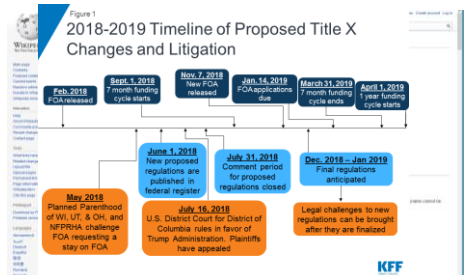 Figure 1
2018-2019 Timeline of Proposed Title X
Changes and Litigation
Feb. 2018
FOA released
Sept. 1, 2018
7 month funding
cycle starts
Nov. 7, 2018
New FOA
released
Jan. 14, 2019
FOA applications
due
March 31, 2019
7 month funding
cycle ends
April 1, 2019
1 year funding
cycle starts
May 2018
Planned Parenthood
of WI, UT, & OH, and
NFPRHA challenge
FOA requesting a
stay on FOA
June 1, 2018
New proposed
regulations are
published in
federal register
July 16, 2018
U.S. District Court for District of
Columbia rules in favor of
Trump Administration. Plaintiffs
have appealed
July 31, 2018
Comment period
for proposed
regulations closed
Dec. 2018 – Jan 2019
Final regulations
anticipated
Legal challenges to new
regulations can be brought
after they are finalized
KFF